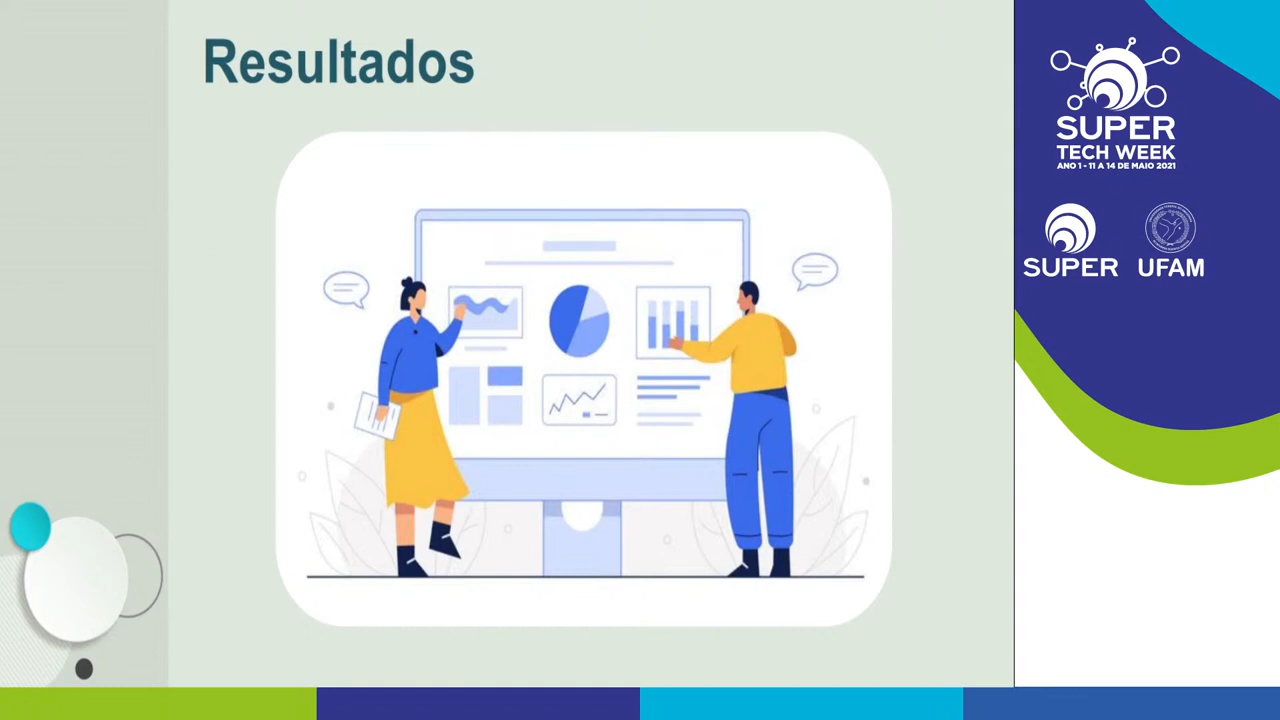 Resultados
SUPER
TECH WEEK
ANO 1 - 11 A 14 DE MAIO 2021
SUPER
UFAM